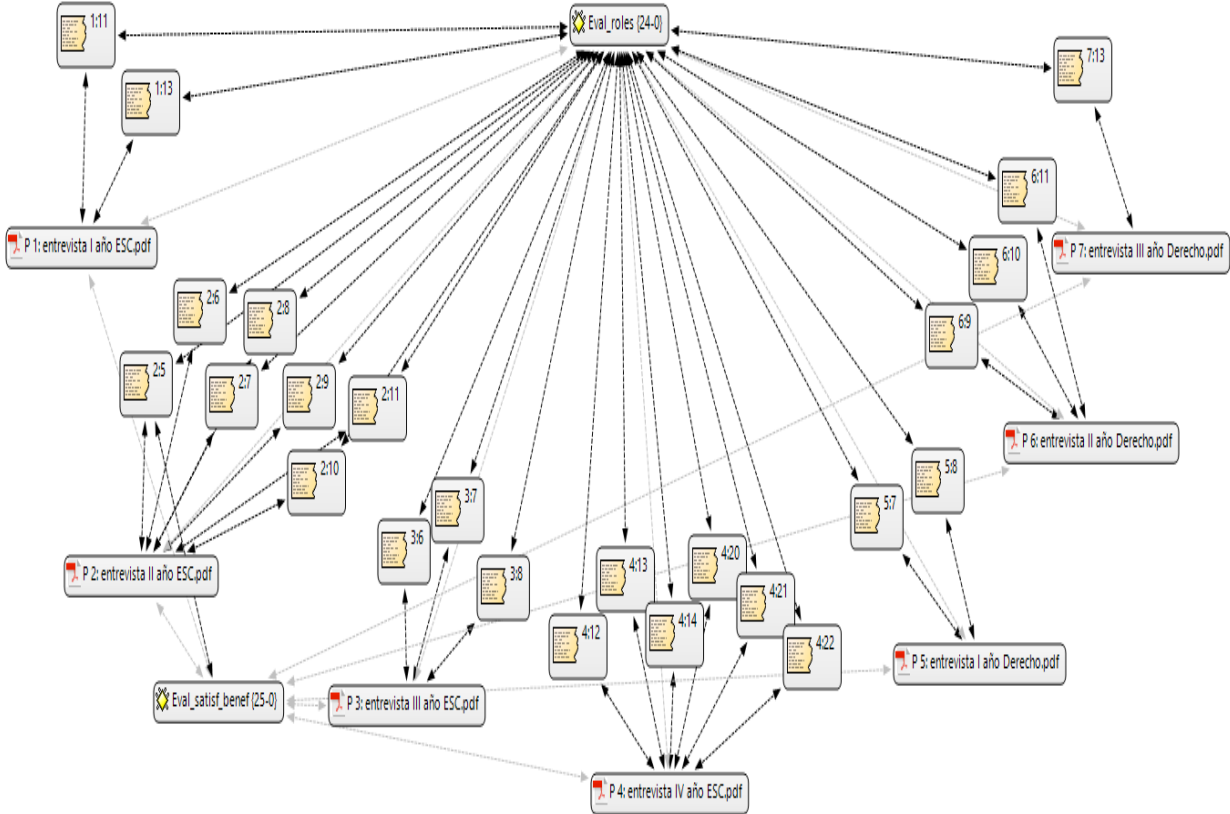 Eval_roles {24-0}
1:11
1:13
7:13
6:11
P 1: entrevista I año ESC.pdf
P 7: entrevista III año Derecho.pdf
6:10
2:6
2:8
6:9
2:5
2:7
2:9
2:11
P 6: entrevista II año Derecho.pdf
2:10
5:8
3:7
5:7
3:6
4:20
4:13
3:8
P 2: entrevista II año ESC.pdf
4:21
4:14
4:12
4:22
P 5: entrevista I año Derecho.pdf
Eval_satisf_benef {25-0}
P 3: entrevista III año ESC.pdf
P 4: entrevista IV año ESC.pdf